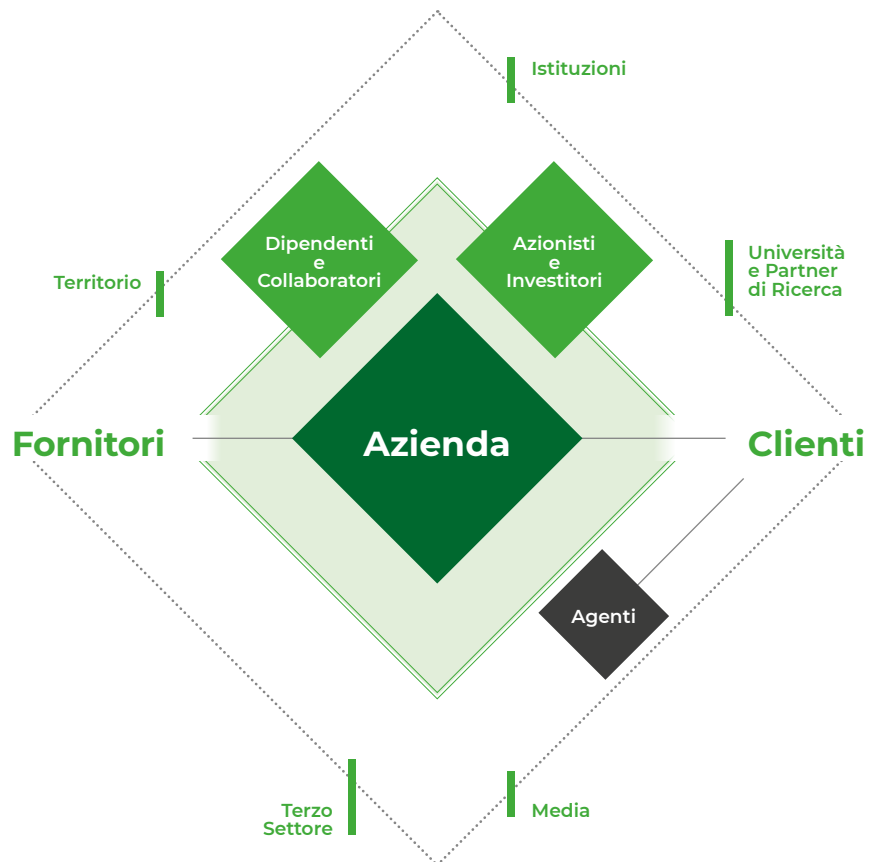 Istituzioni
Dipendenti
e
Collaboratori
Azionisti
e
Investitori
Università
e Partner
di Ricerca
Territorio
Fornitori
Azienda
Clienti
Agenti
Terzo
Settore
Media